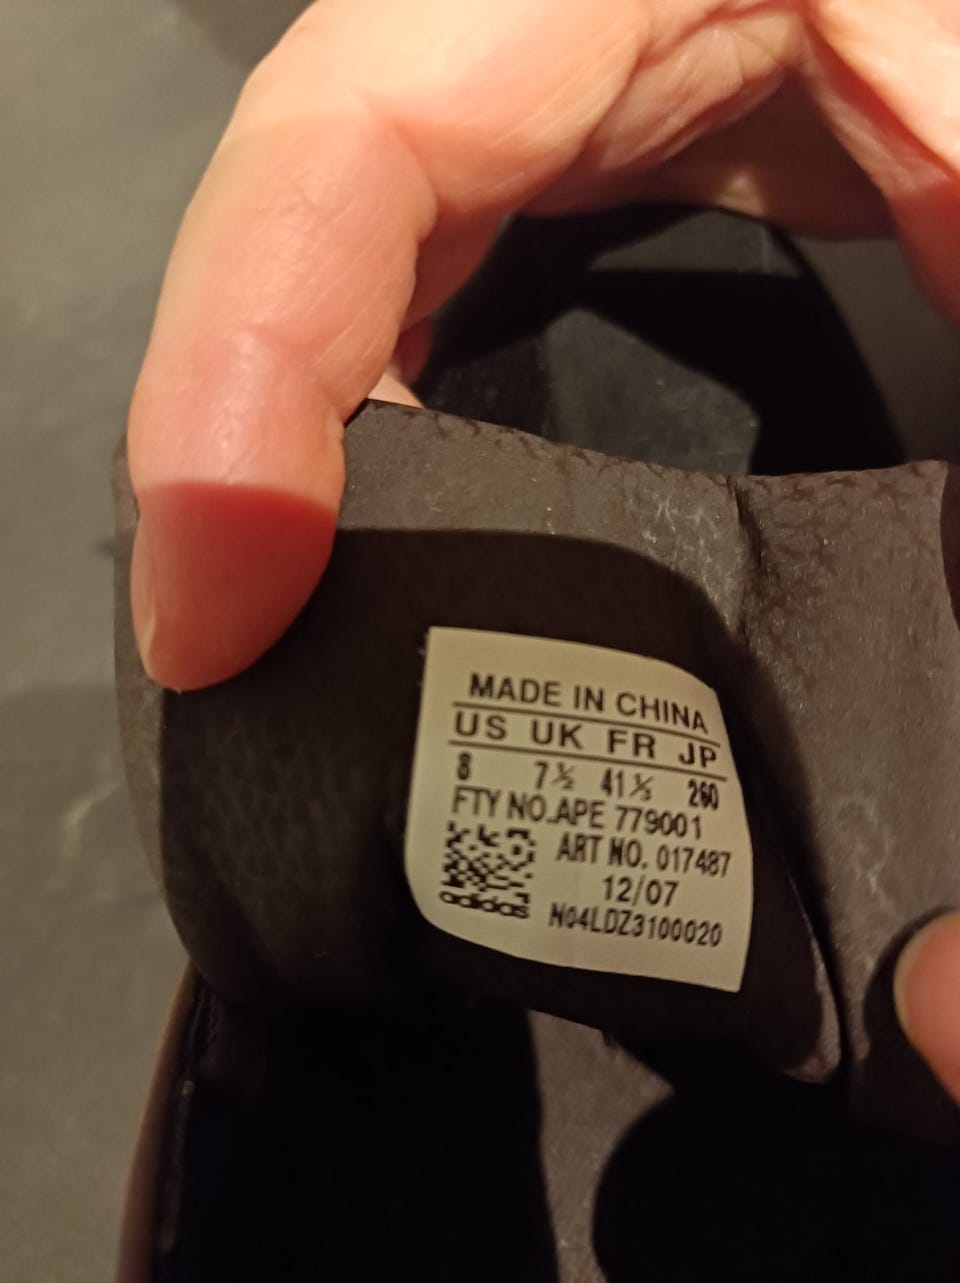 MADE IN CHINA
US UK FR JP
8 7½ 41⅓ 260
FTY NO.APE 779001
ART NO. 017487
12/07
adidas N04LDZ3100020